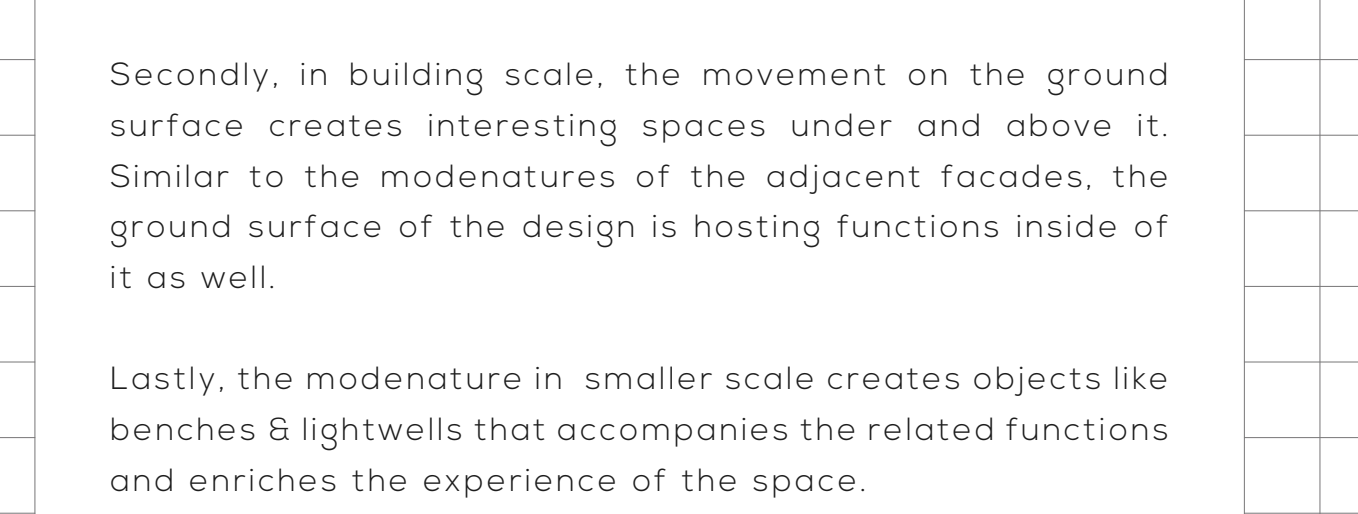 Secondly, in building scale, the movement on the ground
surface creates interesting spaces under and above it.
Similar to the modenatures of the adjacent facades, the
ground surface of the design is hosting functions inside of
it as well.
Lastly, the modenature in smaller scale creates objects like
benches & lightwells that accompanies the related functions
and enriches the experience of the space.